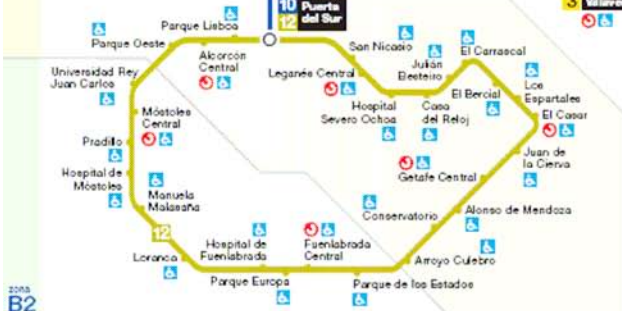 10 Puerta
12 del Sur
3
Parque Lisboa
Parque Oeste
San Nicasio
El Carrascal
Alcorcón
Central
Leganés Central
Julián
Besteiro
Universidad Rey
Juan Carlos
Los
Espartales
El Bercial
Móstoles
Central
Hospital
Severo Ochoa
Casa
del Reloj
El Casar
Pradillo
Juan de
la Cierva
Hospital de
Móstoles
Getafe Central
Manuela
Malasaña
Conservatorio
Alonso de Mendoza
12
Hospital de
Fuenlabrada
Fuenlabrada
Central
Loranca
Arroyo Culebro
Parque Europa
Parque de los Estados
zona
B2